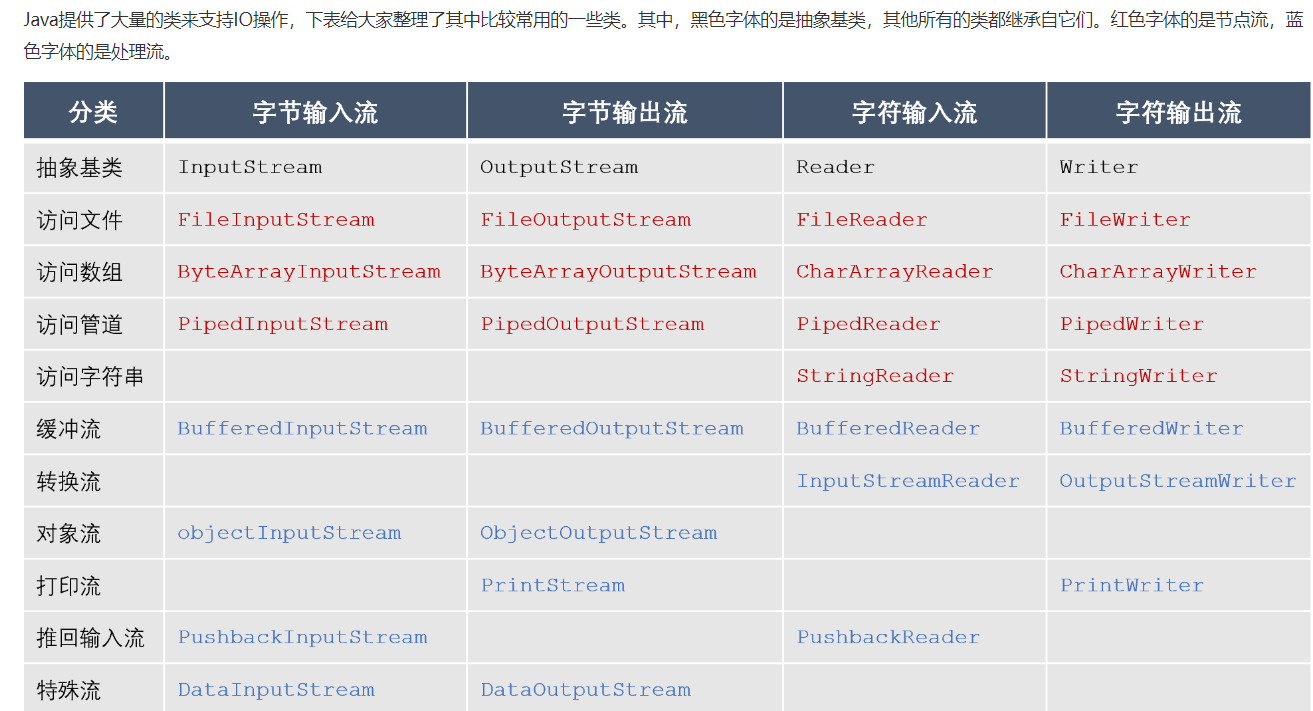 Java提供了大量的类来支持IO操作，下表给大家整理了其中比较常用的一些类。其中，黑色字体的是抽象基类，其他所有的类都继承自它们。红色字体的是节点流，蓝
色字体的是处理流。
分类 字节输入流 字节输出流 字符输入流 字符输出流
抽象基类 InputStream OutputStream Reader Writer
访问文件 FileInputStream FileOutputStream FileReader FileWriter
访问数组 ByteArrayInputStream ByteArrayOutputStream CharArrayReader CharArrayWriter
访问管道 PipedInputStream PipedOutputStream PipedReader PipedWriter
访问字符串 StringReader StringWriter
缓冲流 BufferedInputStream BufferedOutputStream BufferedReader BufferedWriter
转换流 InputStreamReader OutputStreamWriter
对象流 objectInputStream ObjectOutputStream
打印流 PrintStream PrintWriter
推回输入流 PushbackInputStream PushbackReader
特殊流 DataInputStream DataOutputStream